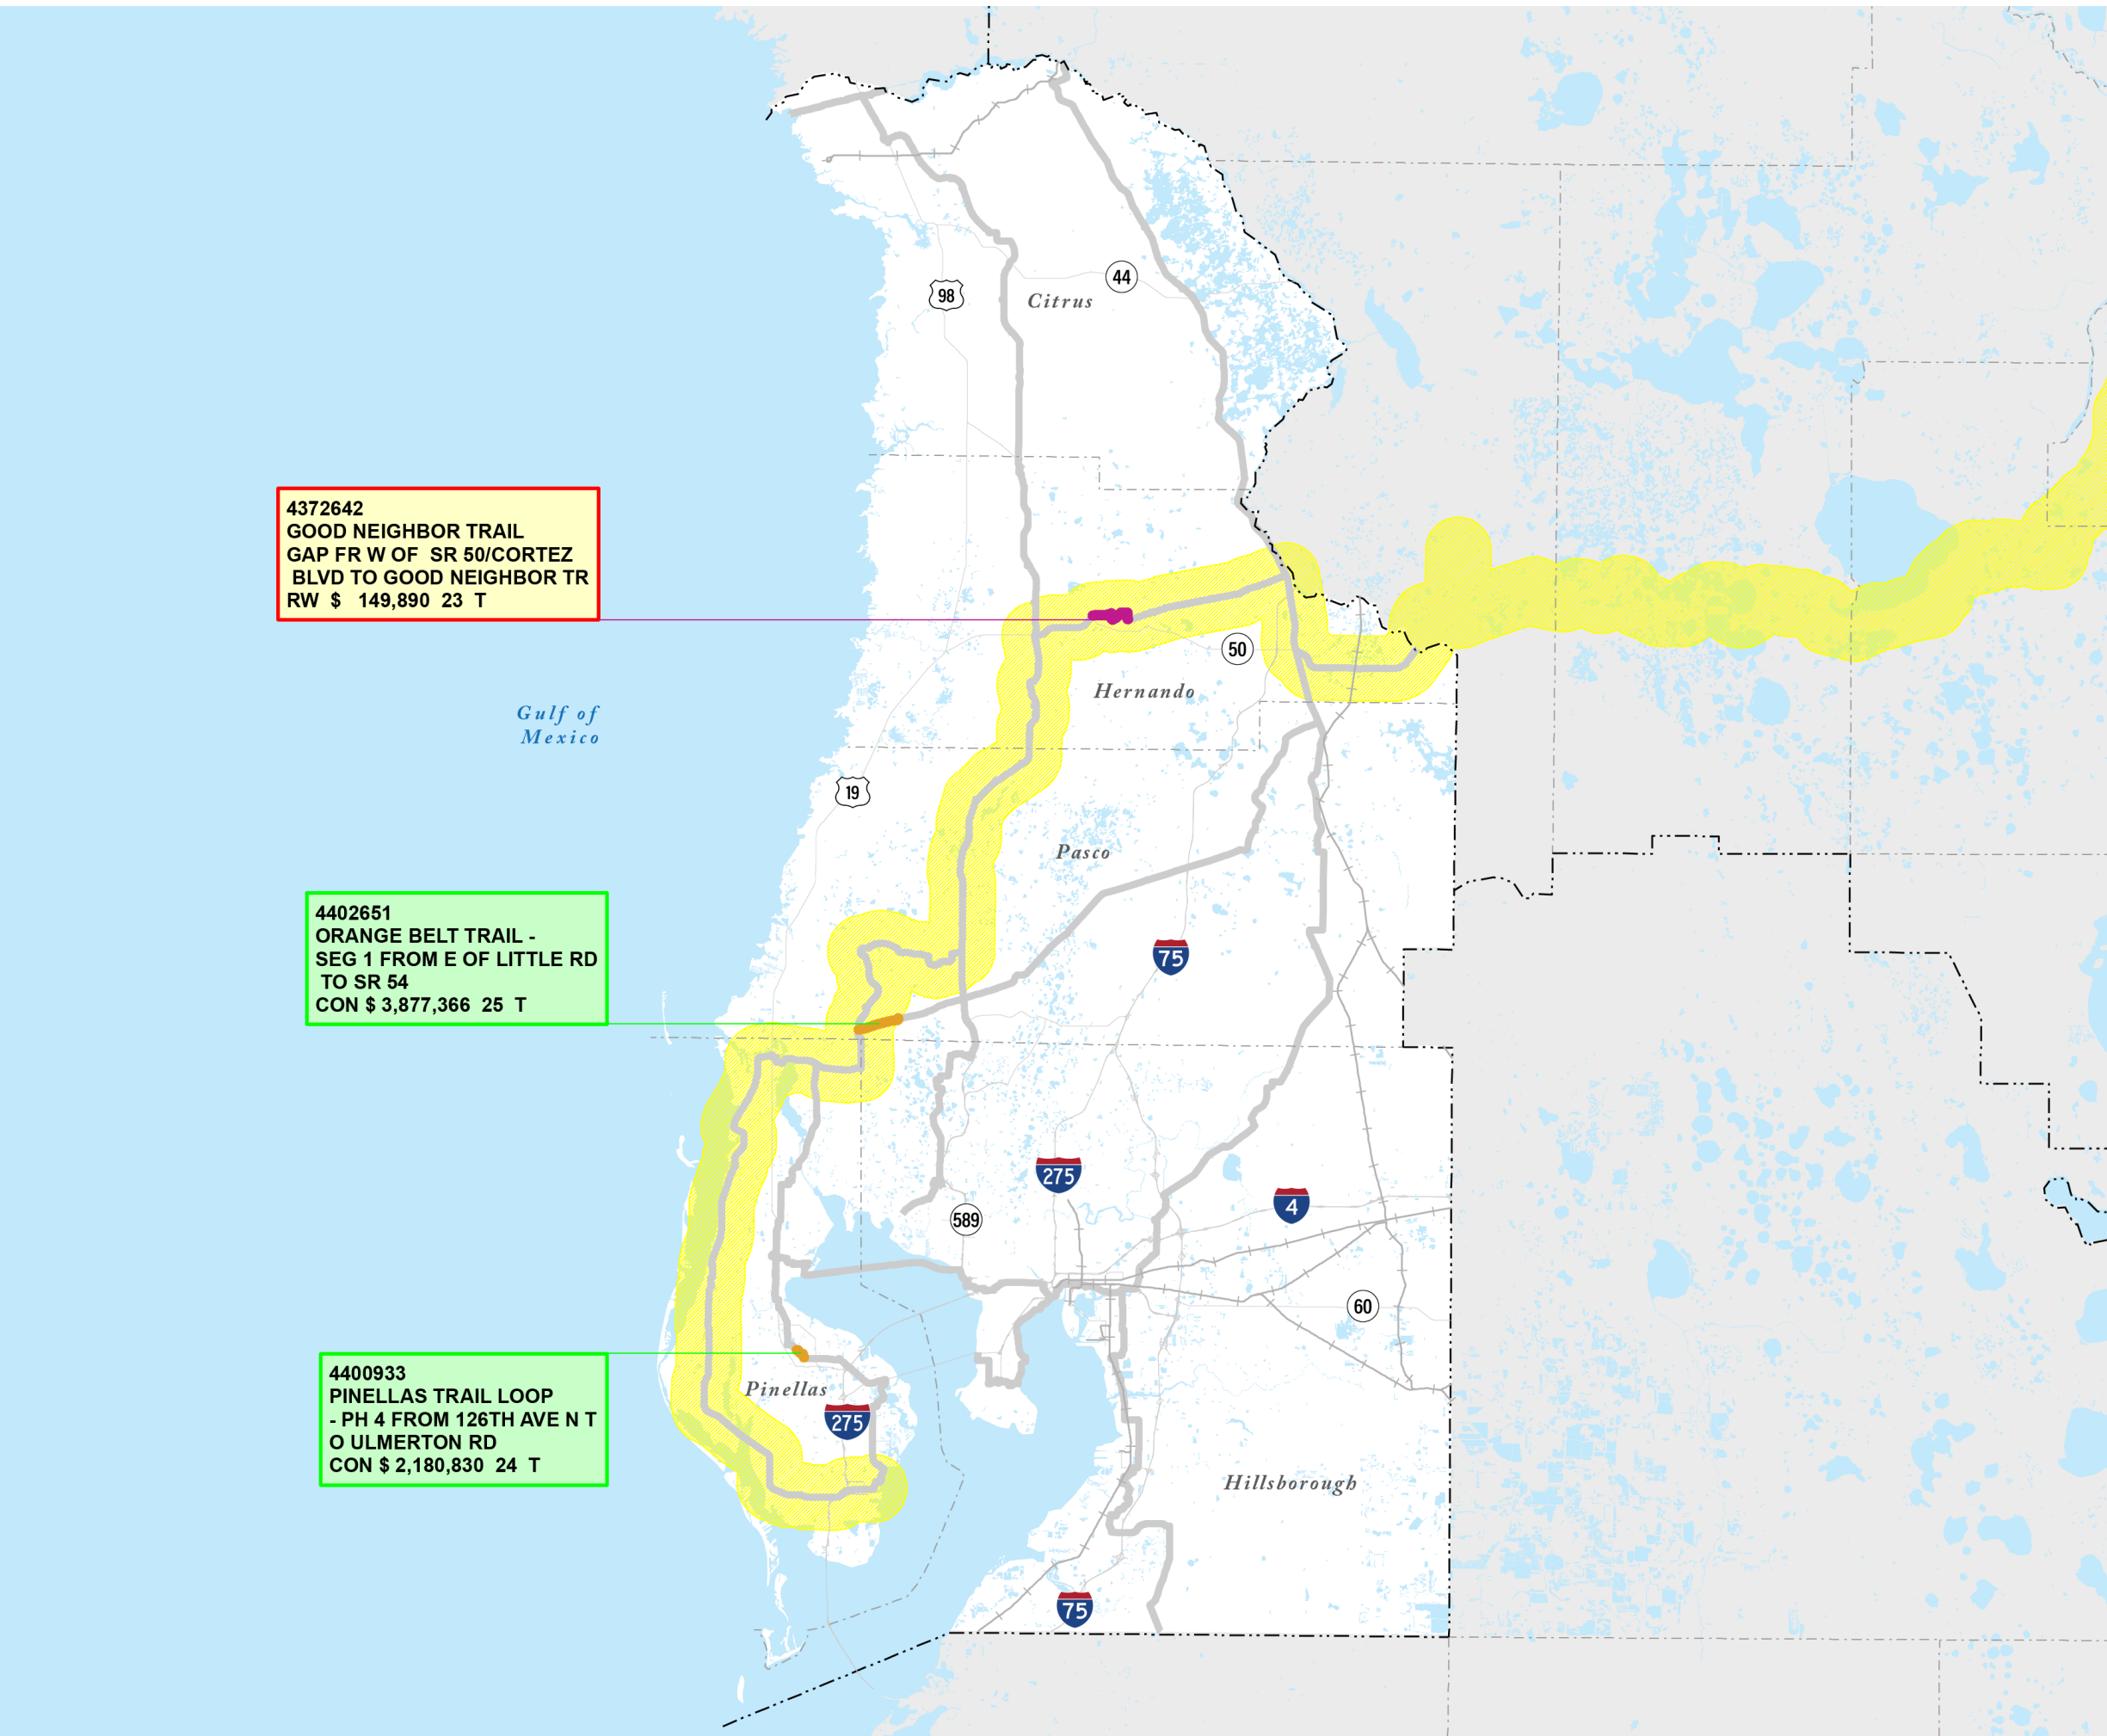 44
98
Citrus
4372642
GOOD NEIGHBOR TRAIL
GAP FR W OF SR 50/CORTEZ
BLVD TO GOOD NEIGHBOR TR
RW $ 149,890 23 T
50
Hernando
Gulf of
Mexico
19
Pasco
4402651
ORANGE BELT TRAIL -
SEG 1 FROM E OF LITTLE RD
TO SR 54
CON $ 3,877,366 25 T
75
275
4
589
60
4400933
PINELLAS TRAIL LOOP
- PH 4 FROM 126TH AVE N T
O ULMERTON RD
CON $ 2,180,830 24 T
Pinellas
275
Hillsborough
75